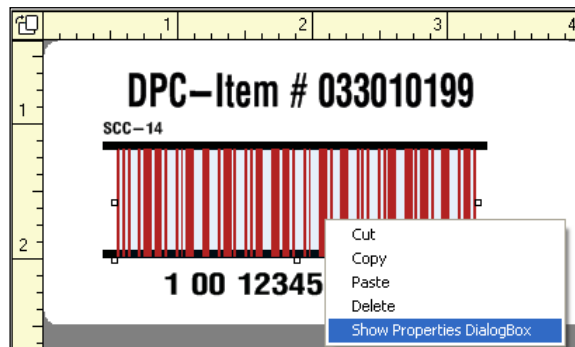 1 2 3 4
1
2
DPC-Item # 033010199
SCC-14
1 00 12345
Cut
Copy
Paste
Delete
Show Properties DialogBox